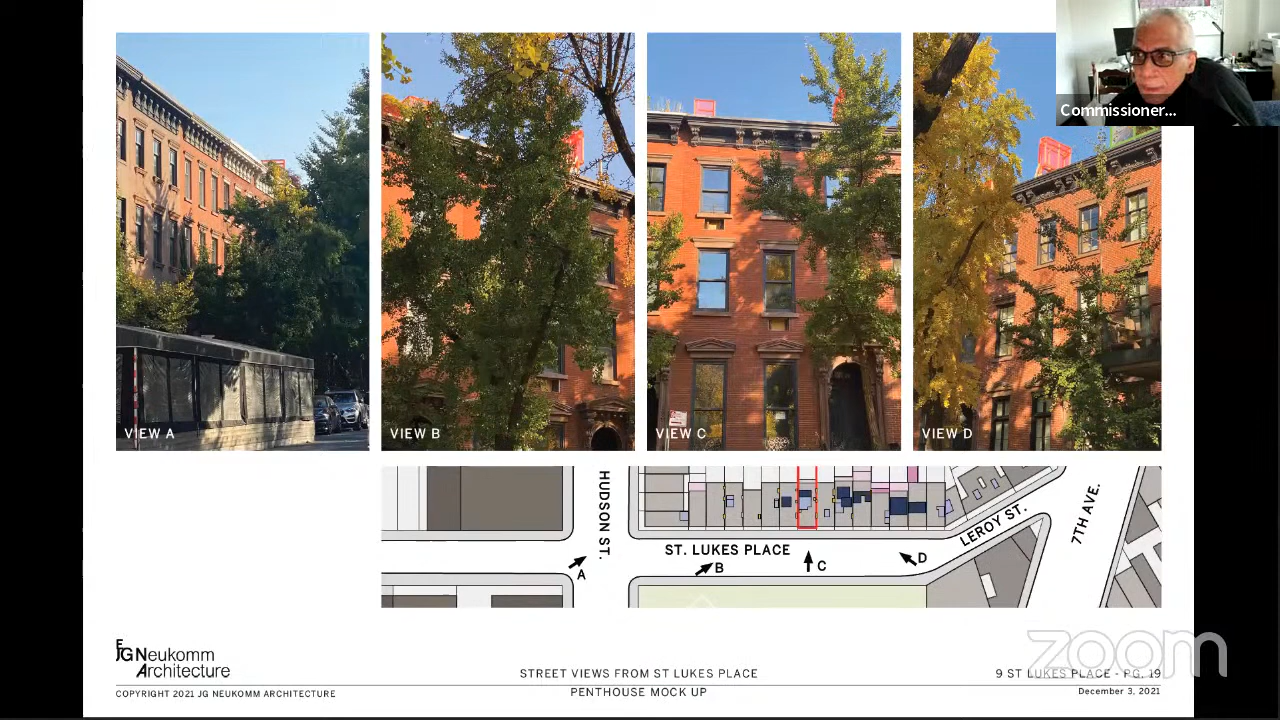 Commissioner...
VIEW A
VIEW B
VIEW C
VIEW D
HUDSON ST.
ST. LUKES PLACE
LEROY ST.
7TH AVE.
A
B
C
D
JGNeukomm
Architecture
COPYRIGHT 2021 JG NEUKOMM ARCHITECTURE
STREET VIEWS FROM ST LUKES PLACE
PENTHOUSE MOCK UP
9 ST LUKES PLACE - PG. 19
December 3, 2021
zoom